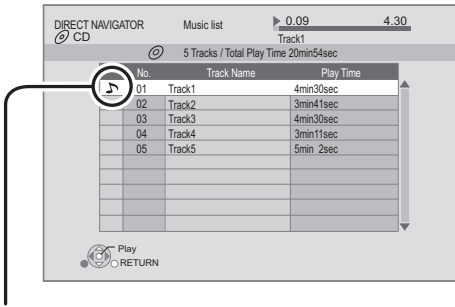 DIRECT NAVIGATOR Music list 0.09 4.30
CD Track1
5 Tracks / Total Play Time 20min54sec
No. Track Name Play Time
01 Track1 4min30sec
02 Track2 3min41sec
03 Track3 4min30sec
04 Track4 3min11sec
05 Track5 5min 2sec
Play
RETURN